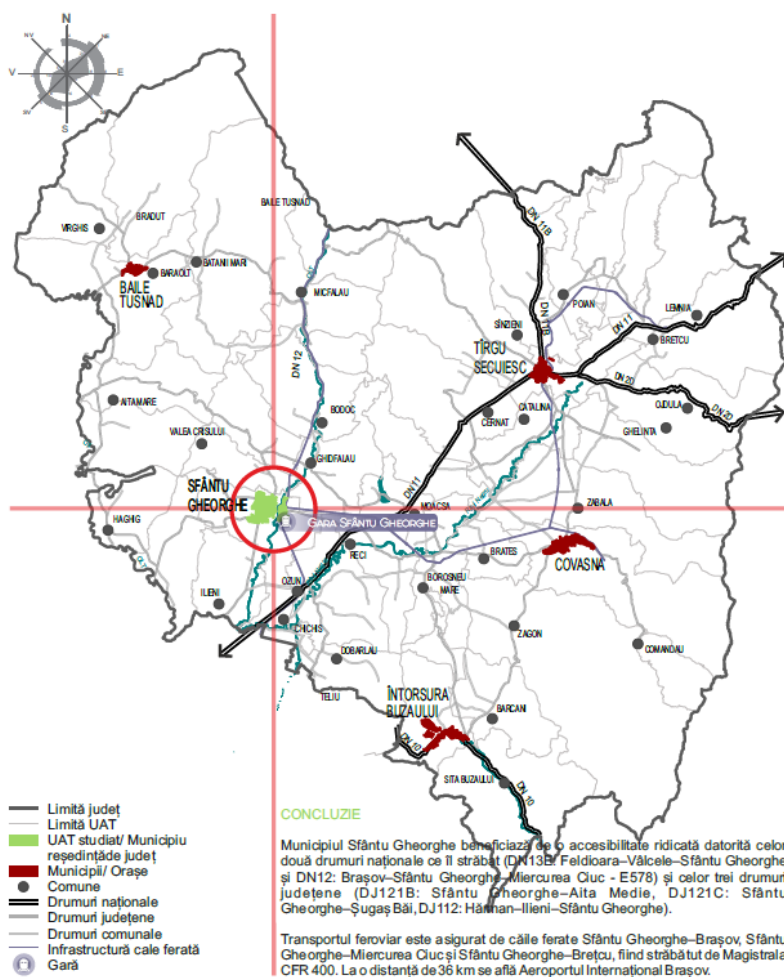 N
NV
NE
V
E
SV
S
BAILE TUSNAD
BRADUT
VIRGHIS
BATANII MARI
BARAOLT
BAILE
TUSNAD
MICFALAU
DN 12
DN 11B
DN 11B
POIAN
LEMNIA
DN 11
SÎNZIENI
BRETCU
TÎRGU
SECUIESC
DN 2D
OJDULA
DN 2D
AITAMARE
BODOC
CERNAT
CATALINA
GHELINTA
VALEA CRISULUI
GHIDFALAU
SFÂNTU
GHEORGHE
DN11
MOACSA
ZABALA
GARA SFÂNTU GHEORGHE
HAGHIG
RECI
BRATES
COVASNA
OZUN
BOROSNEU
MARE
ILIENI
CHICHIS
ZAGON
COMANDAU
DOBARLAU
TELIU
ÎNTORSURA
BUZAULUI
BARCANI
DN 10
SITA BUZAULUI
DN 10
Limită județ
Limită UAT
UAT studiat/ Municipiu
reședințăde județ
Municipii/ Orașe
Comune
Drumuri naționale
Drumuri județene
Drumuri comunale
Infrastructură cale ferată
Gară
CONCLUZIE
Municipiul Sfântu Gheorghe beneficiază de o accesibilitate ridicată datorită celor
două drumuri naționale ce îl străbat (DN13E: Feldioara–Vâlcele–Sfântu Gheorghe
și DN12: Brașov–Sfântu Gheorghe–Miercurea Ciuc - E578) și celor trei drumuri
județene (DJ121B: Sfântu Gheorghe–Aita Medie, DJ121C: Sfântu
Gheorghe–Șugaș Băi, DJ112: Hărman–Ilieni–Sfântu Gheorghe).
Transportul feroviar este asigurat de căile ferate Sfântu Gheorghe–Brașov, Sfântu
Gheorghe–Miercurea Ciuc și Sfântu Gheorghe–Brețcu, fiind străbătut de Magistrala
CFR 400. La o distanță de 36 km se află Aeroportul Internațional Brașov.